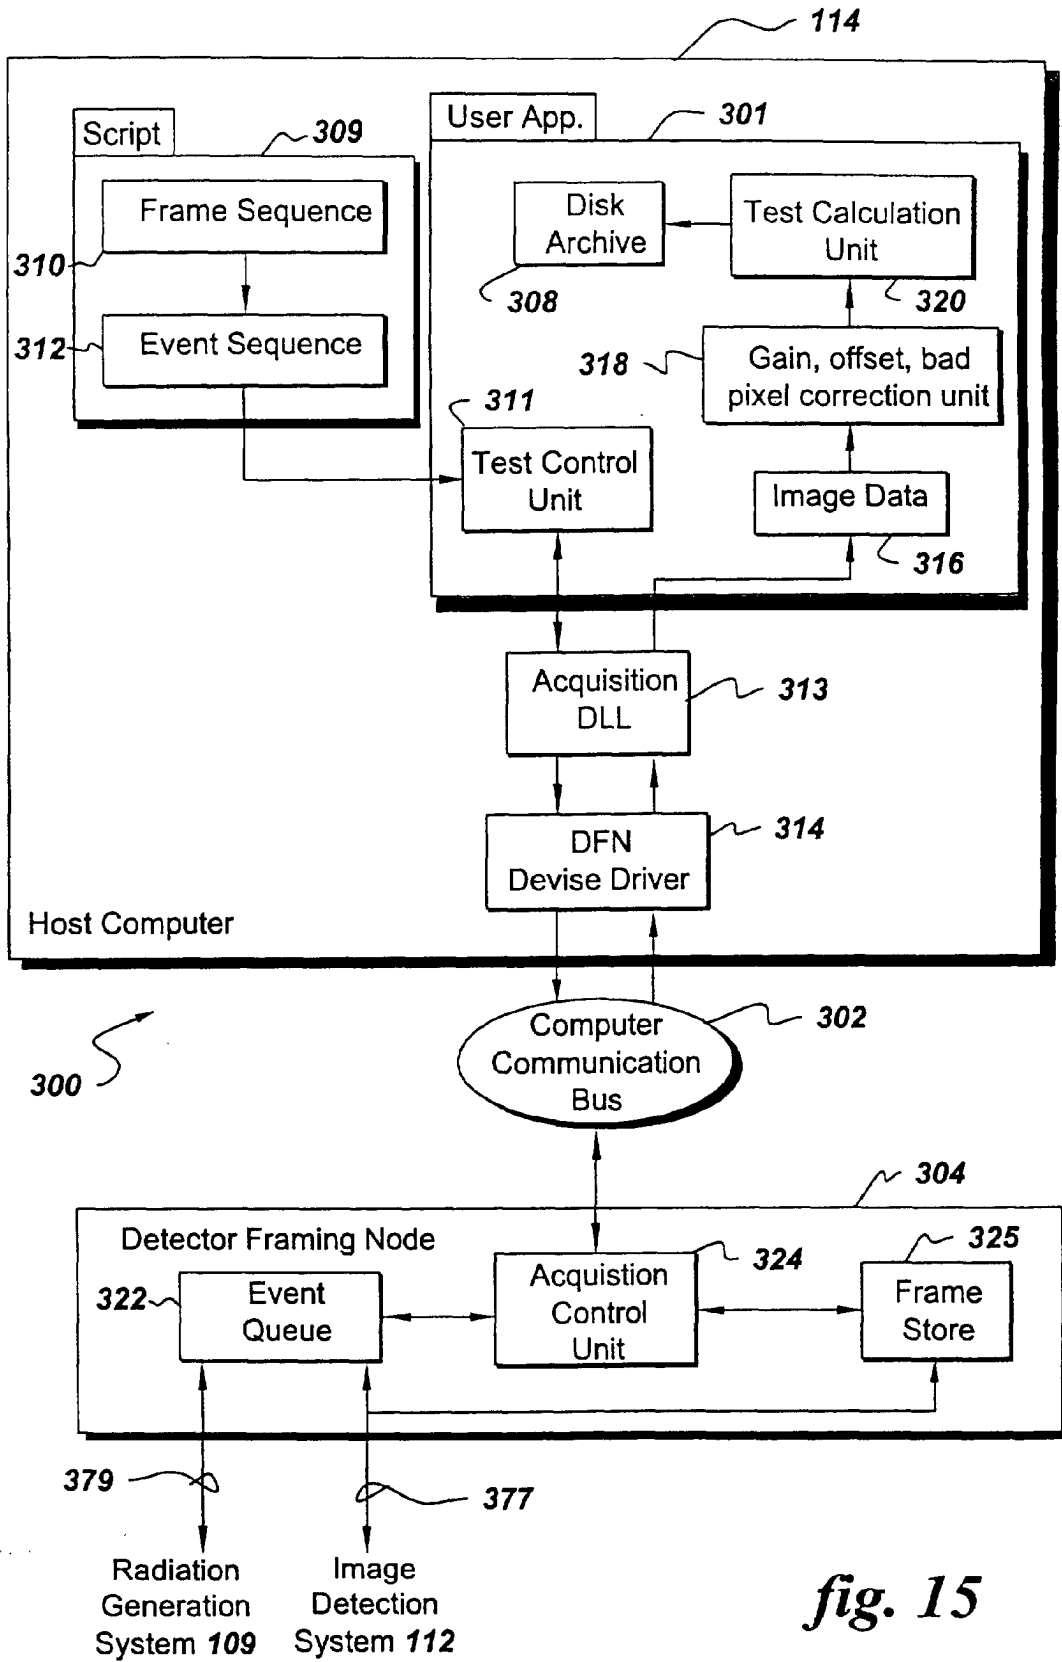 114
Script
309
User App.
301
Frame Sequence
310
Event Sequence
312
Disk
Archive
308
Test Calculation
Unit
320
318
Gain, offset, bad
pixel correction unit
311
Test Control
Unit
Image Data
316
Acquisition
DLL
313
DFN
Devise Driver
314
Host Computer
300
Computer
Communication
Bus
302
304
Detector Framing Node
322
Event
Queue
Acquistion
Control
Unit
324
325
Frame
Store
379
377
Radiation
Generation
System 109
Image
Detection
System 112
fig. 15